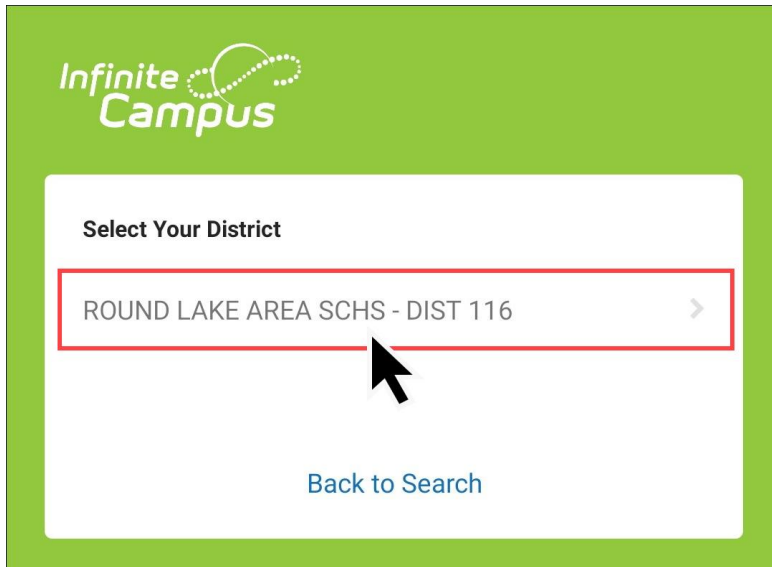 Infinite
Campus
Select Your District
ROUND LAKE AREA SCHS - DIST 116
Back to Search